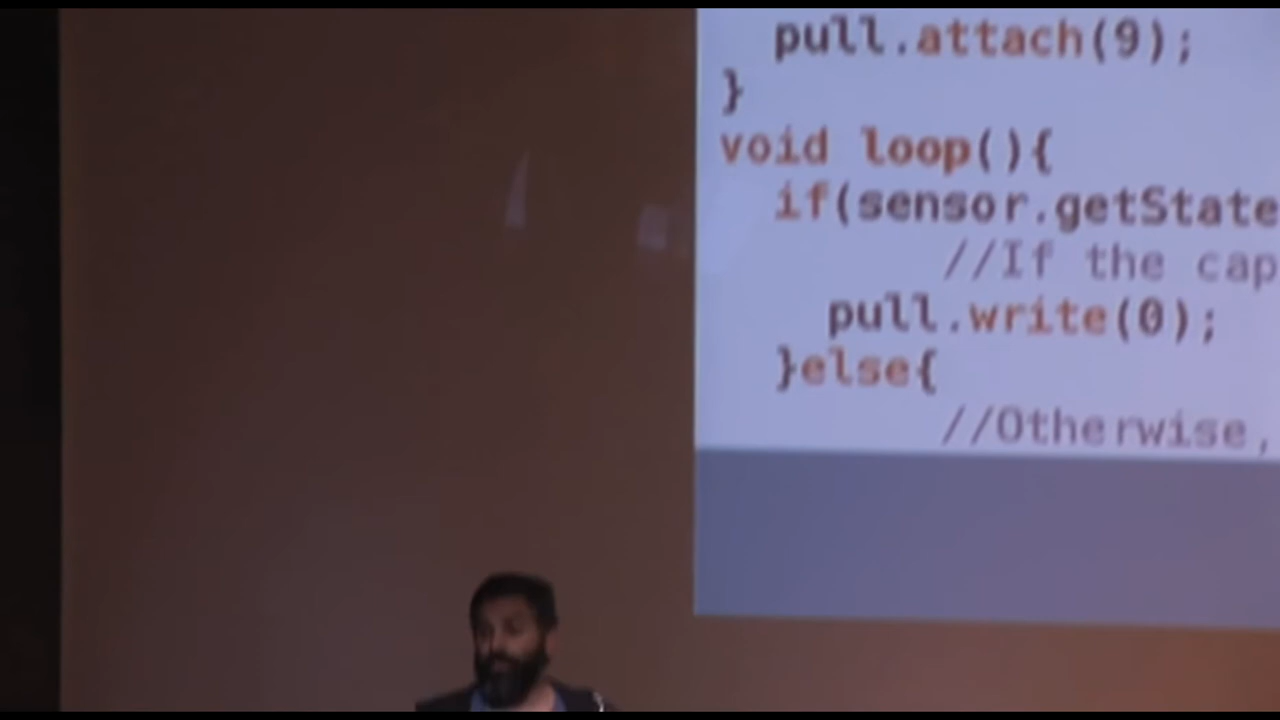 pull.attach(9);
}
void loop(){
if(sensor.getState
//If the cap
pull.write(0);
}else{
//Otherwise,